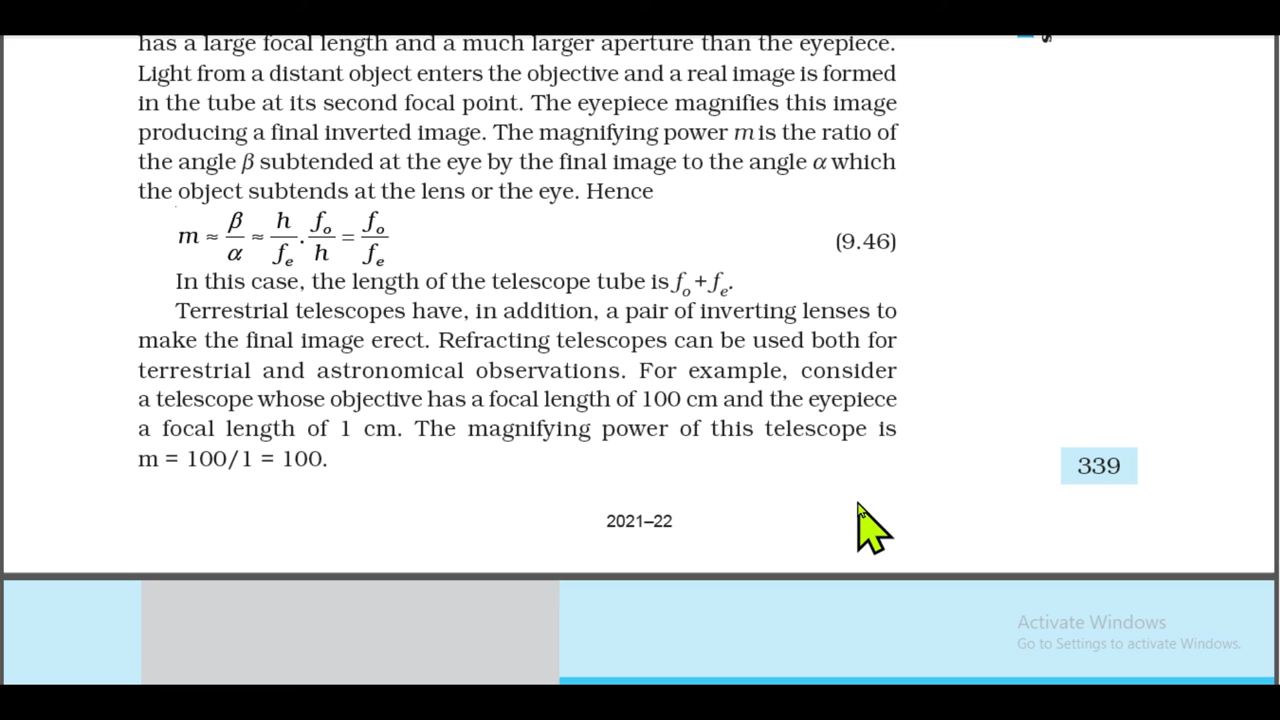 has a large focal length and a much larger aperture than the eyepiece.
Light from a distant object enters the objective and a real image is formed
in the tube at its second focal point. The eyepiece magnifies this image
producing a final inverted image. The magnifying power m is the ratio of
the angle β subtended at the eye by the final image to the angle α which
the object subtends at the lens or the eye. Hence
m ≈ β/α ≈ h/fₑ . fₒ/h = fₒ/fₑ (9.46)
In this case, the length of the telescope tube is fₒ + fₑ.
Terrestrial telescopes have, in addition, a pair of inverting lenses to
make the final image erect. Refracting telescopes can be used both for
terrestrial and astronomical observations. For example, consider
a telescope whose objective has a focal length of 100 cm and the eyepiece
a focal length of 1 cm. The magnifying power of this telescope is
m = 100/1 = 100.
339
2021–22
Activate Windows
Go to Settings to activate Windows.